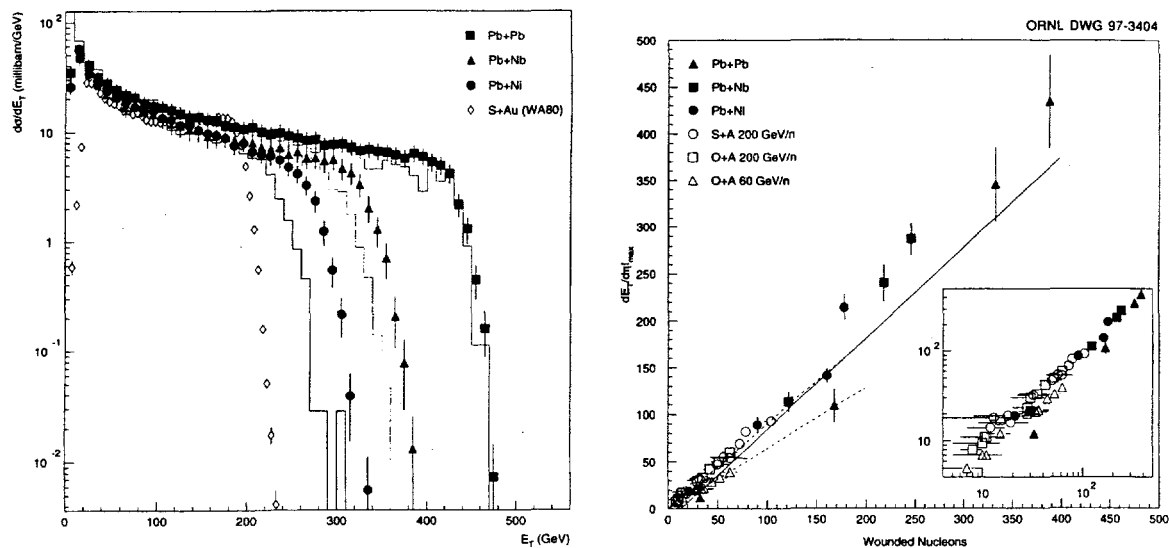 dσ/dE_T (millibarn/GeV)
10²
10
1
10⁻¹
10⁻²
Pb+Pb
Pb+Nb
Pb+Ni
S+Au (WA80)
0 100 200 300 400 500
E_T (GeV)
ORNL DWG 97-3404
dE_T/dη|max
500
450
400
350
300
250
200
150
100
50
0
Pb+Pb
Pb+Nb
Pb+Ni
S+A 200 GeV/n
O+A 200 GeV/n
O+A 60 GeV/n
10²
10
10 10²
0 50 100 150 200 250 300 350 400 450 500
Wounded Nucleons